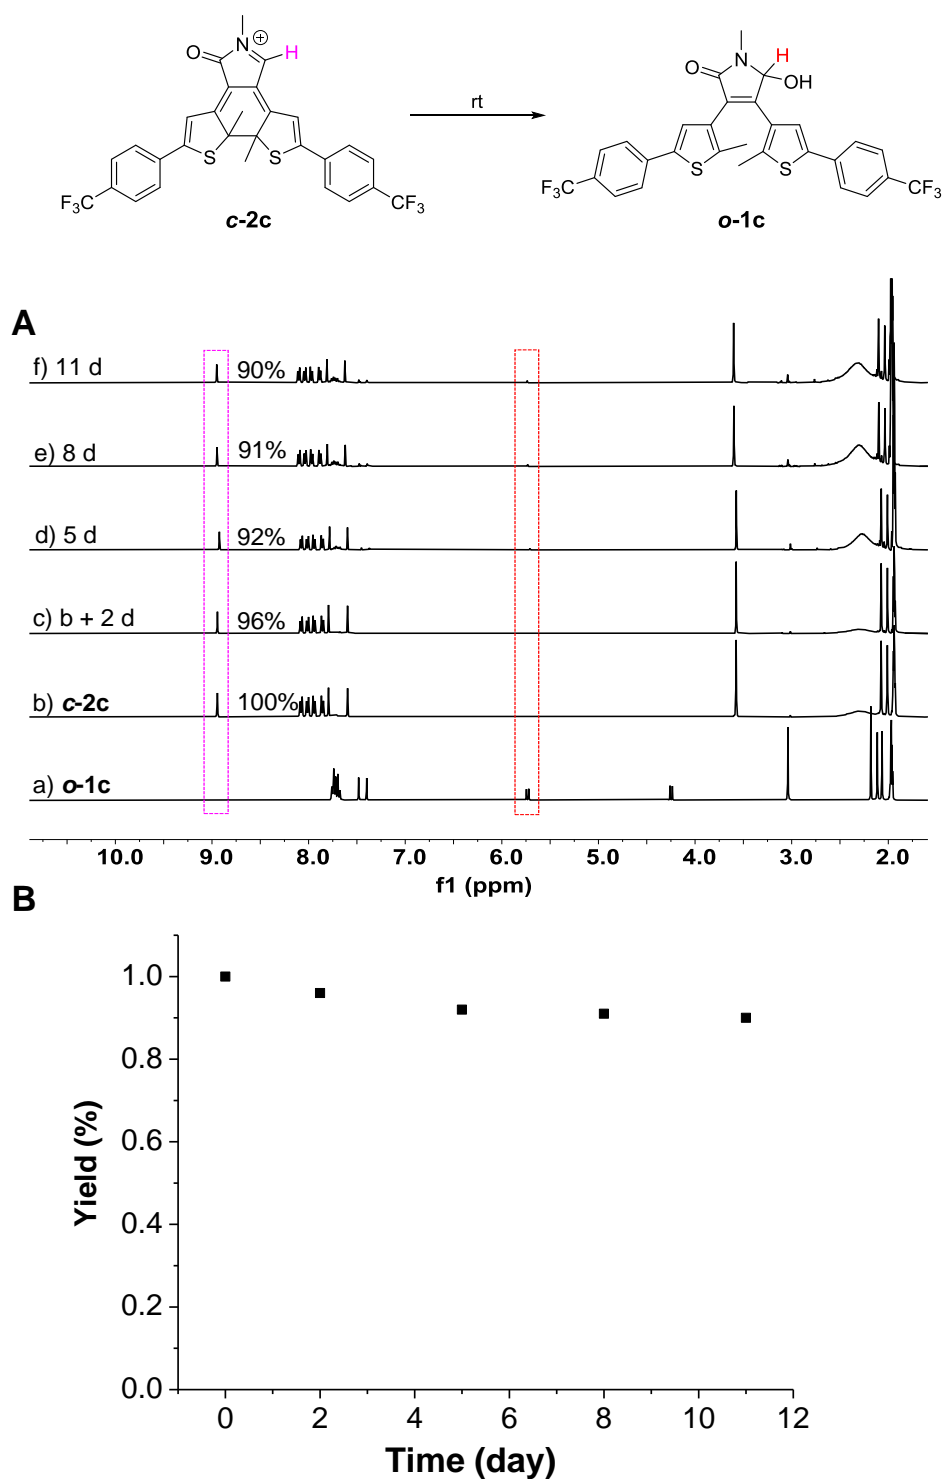 N ⊕ H
O
rt
S S
F3C CF3
c-2c
N H
O OH
S S
F3C CF3
o-1c
A
f) 11 d 90%
e) 8 d 91%
d) 5 d 92%
c) b + 2 d 96%
b) c-2c 100%
a) o-1c
10.0 9.0 8.0 7.0 6.0 5.0 4.0 3.0 2.0
f1 (ppm)
B
1.0
0.8
0.6
0.4
0.2
0.0
Yield (%)
0 2 4 6 8 10 12
Time (day)